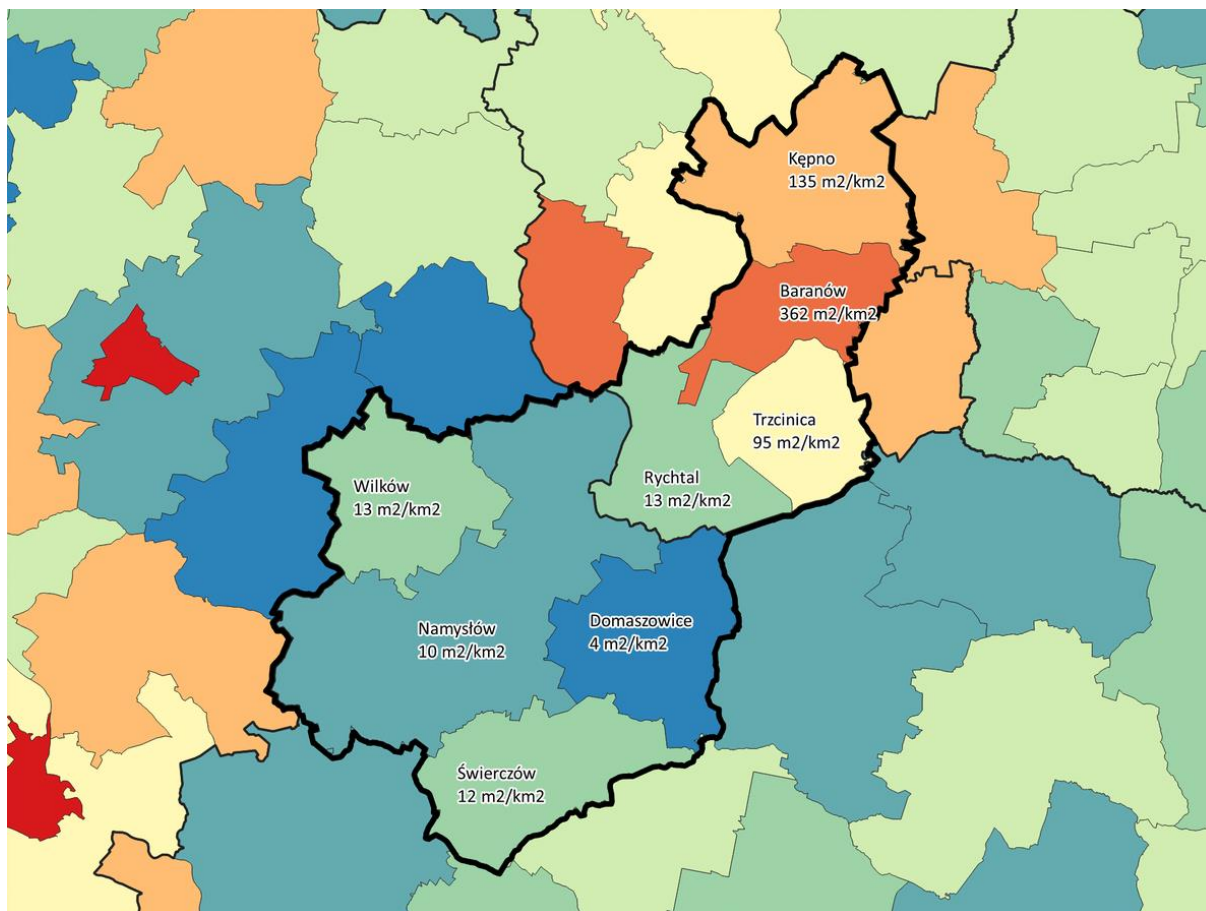 Kępno
135 m2/km2
Baranów
362 m2/km2
Trzcinica
95 m2/km2
Rychtal
13 m2/km2
Wilków
13 m2/km2
Domaszowice
4 m2/km2
Namysłów
10 m2/km2
Świerczów
12 m2/km2